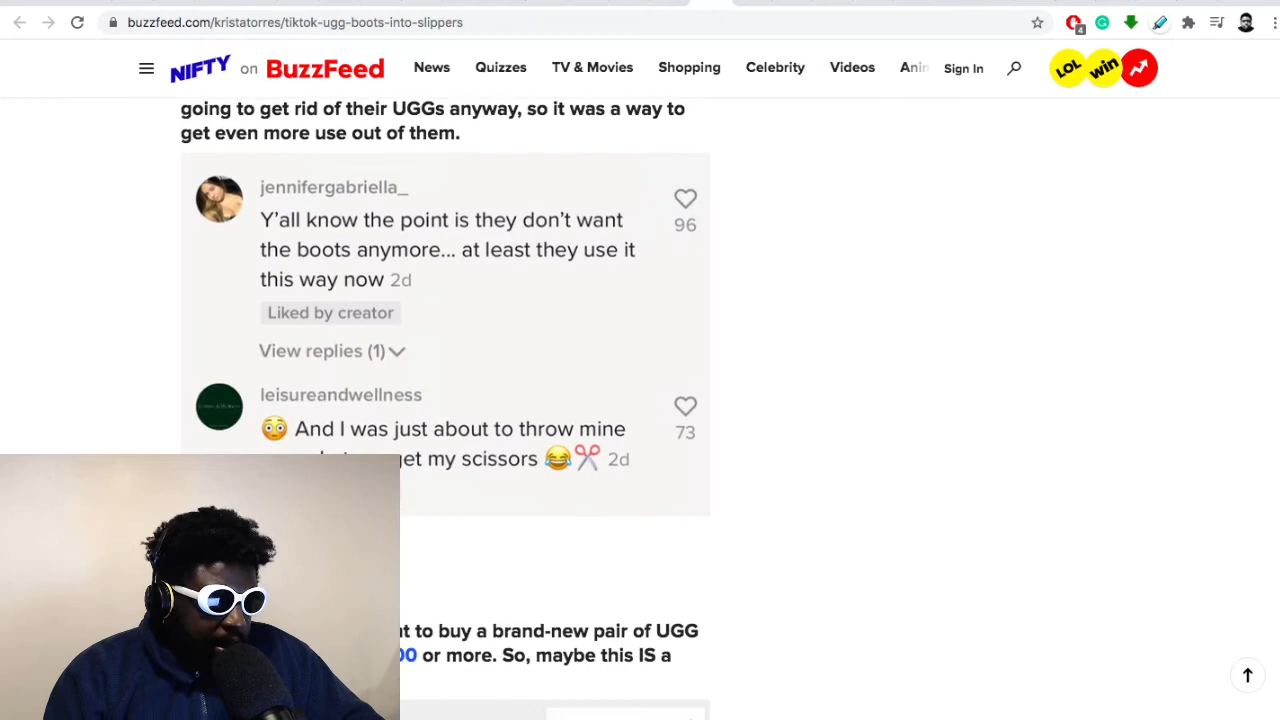 buzzfeed.com/kristatorres/tiktok-ugg-boots-into-slippers
4
NIFTY on BuzzFeed News Quizzes TV & Movies Shopping Celebrity Videos Anin Sign In LOL win
going to get rid of their UGGs anyway, so it was a way to
get even more use out of them.
jennifergabriella_
Y'all know the point is they don't want
the boots anymore... at least they use it
this way now 2d
96
Liked by creator
View replies (1)
leisureandwellness
😳 And I was just about to throw mine
get my scissors 😂✂️ 2d
73
to buy a brand-new pair of UGG
or more. So, maybe this IS a